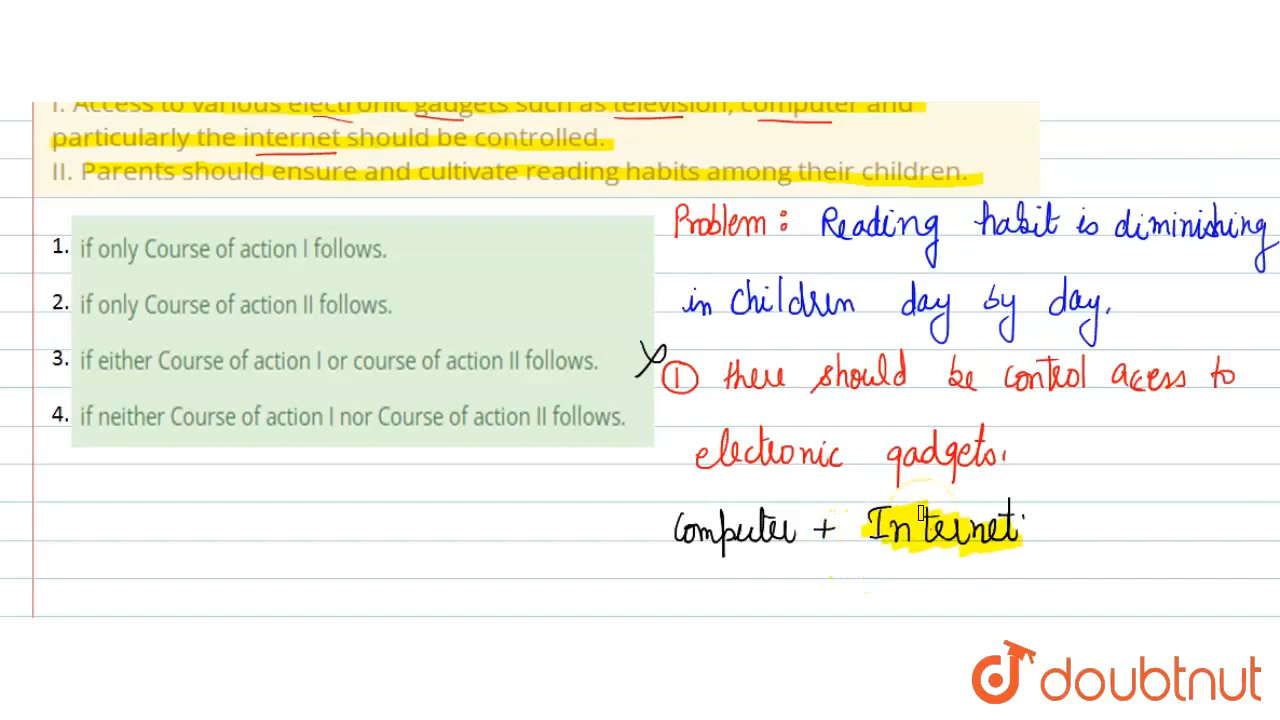 I. Access to various electronic gadgets such as television, computer and
particularly the internet should be controlled.
II. Parents should ensure and cultivate reading habits among their children.
1. if only Course of action I follows.
2. if only Course of action II follows.
3. if either Course of action I or course of action II follows.
4. if neither Course of action I nor Course of action II follows.
Problem : Reading habit is diminishing
in children day by day.
① there should be control acess to
electronic gadgets.
Computer + Internet.
doubtnut